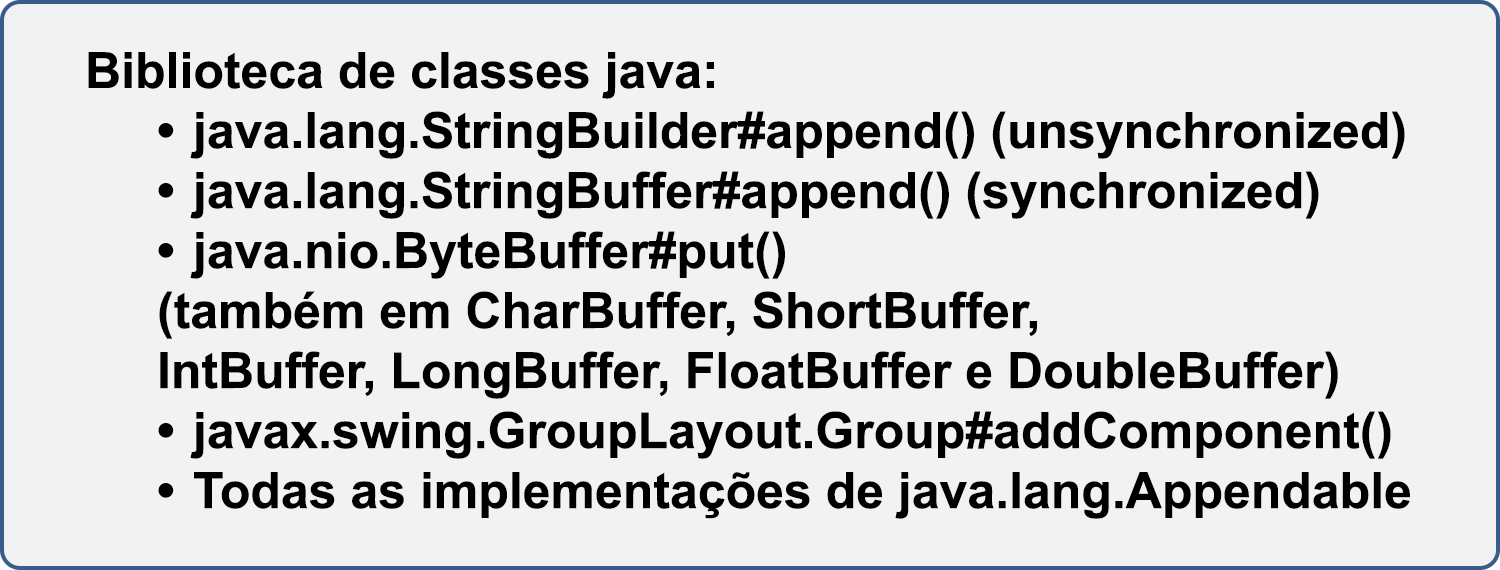 Biblioteca de classes java:
• java.lang.StringBuilder#append() (unsynchronized)
• java.lang.StringBuffer#append() (synchronized)
• java.nio.ByteBuffer#put()
(também em CharBuffer, ShortBuffer,
IntBuffer, LongBuffer, FloatBuffer e DoubleBuffer)
• javax.swing.GroupLayout.Group#addComponent()
• Todas as implementações de java.lang.Appendable